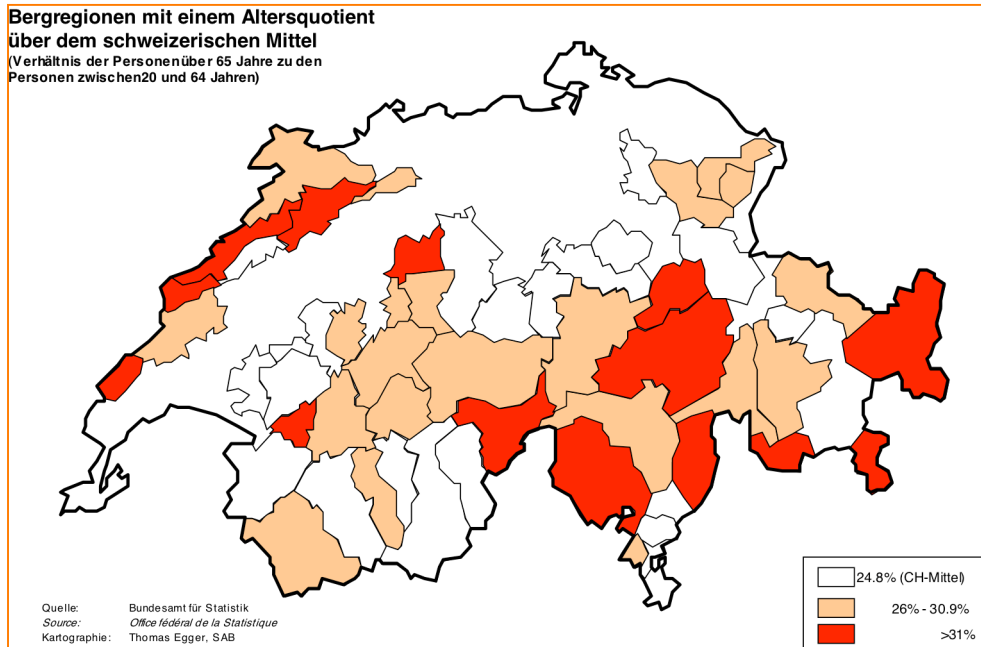 Bergregionen mit einem Altersquotient
über dem schweizerischen Mittel
(Verhältnis der Personenüber 65 Jahre zu den
Personen zwischen20 und 64 Jahren)
24.8% (CH-Mittel)
26% - 30.9%
>31%
Quelle: Bundesamt für Statistik
Source: Office fédéral de la Statistique
Kartographie: Thomas Egger, SAB